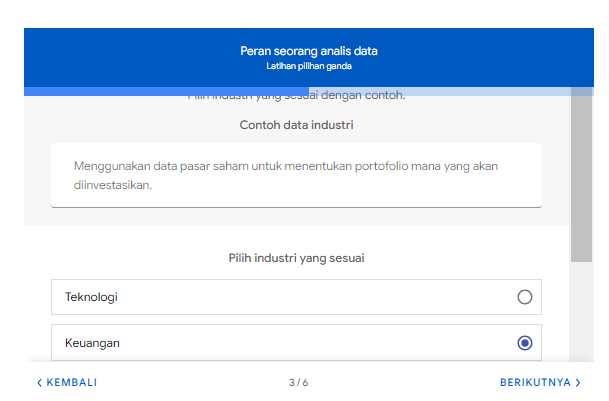 Peran seorang analis data
Latihan pilihan ganda
Pilih industri yang sesuai dengan contoh.
Contoh data industri
Menggunakan data pasar saham untuk menentukan portofolio mana yang akan
diinvestasikan.
Pilih industri yang sesuai
Teknologi
Keuangan
KEMBALI
3 / 6
BERIKUTNYA